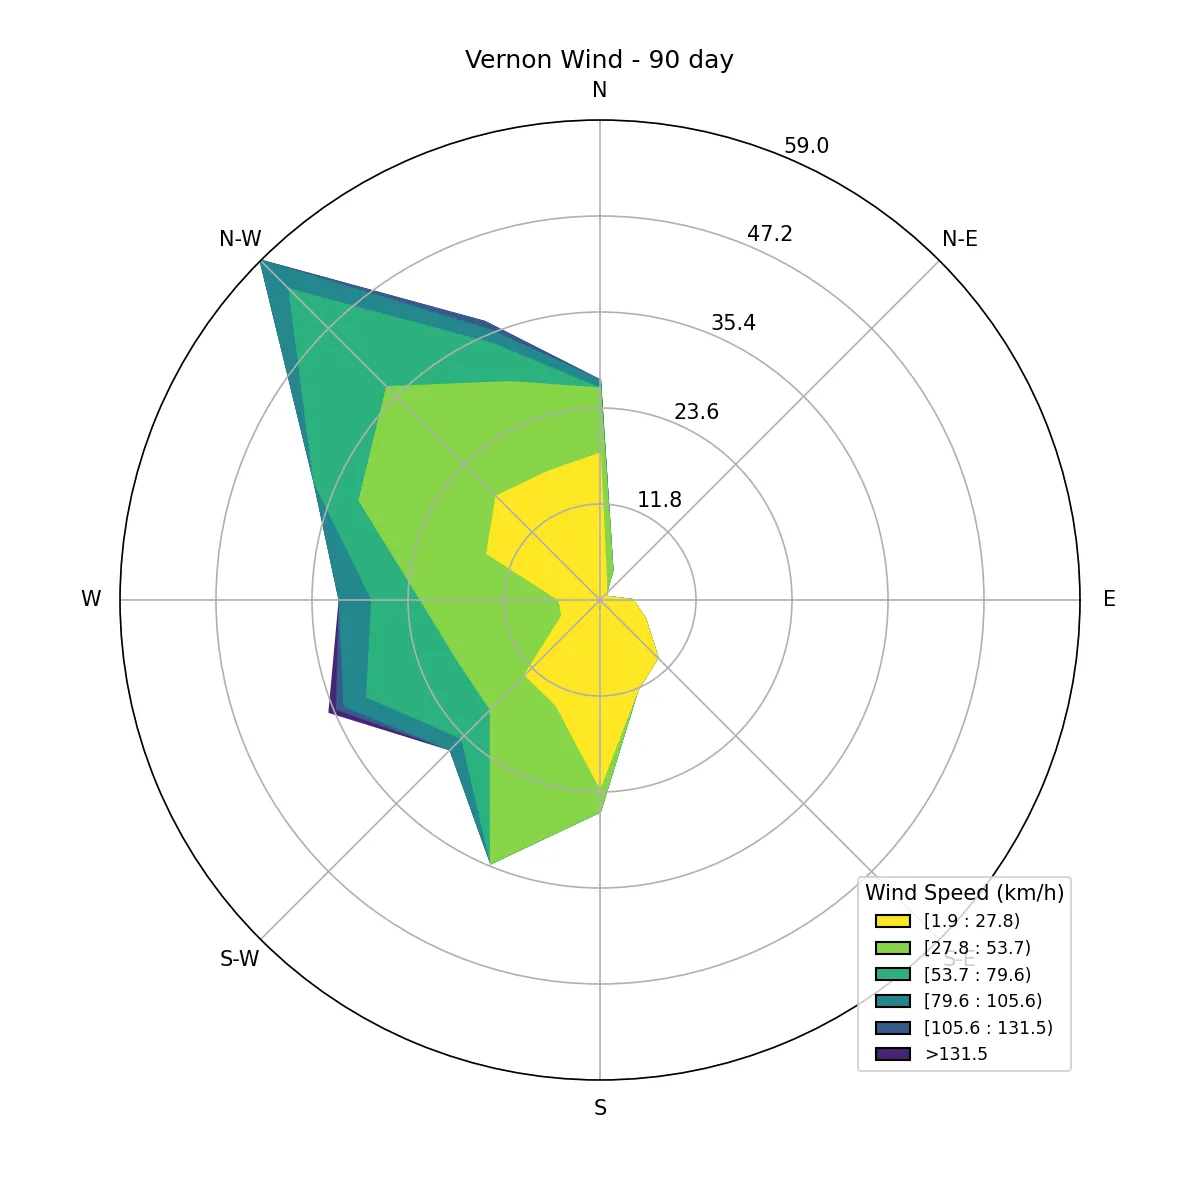 Vernon Wind - 90 day
N
59.0
47.2
N-W
N-E
35.4
23.6
11.8
W
E
Wind Speed (km/h)
[1.9 : 27.8)
[27.8 : 53.7)
S-W
S-E
[53.7 : 79.6)
[79.6 : 105.6)
[105.6 : 131.5)
>131.5
S